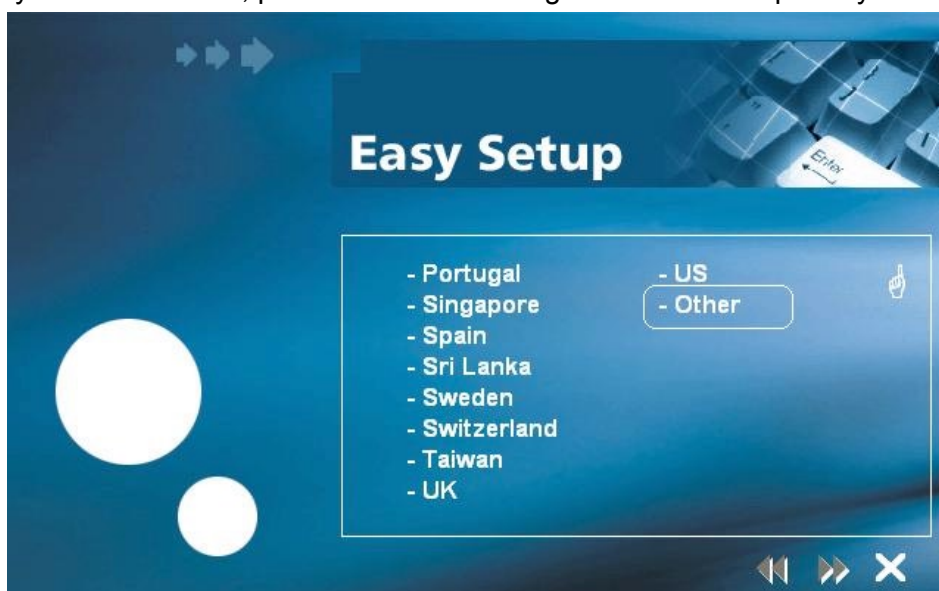 Easy Setup
Enter
- Portugal
- Singapore
- Spain
- Sri Lanka
- Sweden
- Switzerland
- Taiwan
- UK
- US
- Other